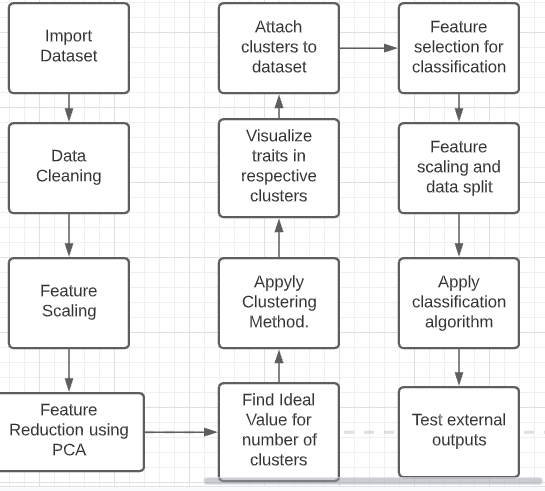 Import
Dataset
Data
Cleaning
Feature
Scaling
Feature
Reduction using
PCA
Find Ideal
Value for
number of
clusters
Appyly
Clustering
Method.
Visualize
traits in
respective
clusters
Attach
clusters to
dataset
Feature
selection for
classification
Feature
scaling and
data split
Apply
classification
algorithm
Test external
outputs